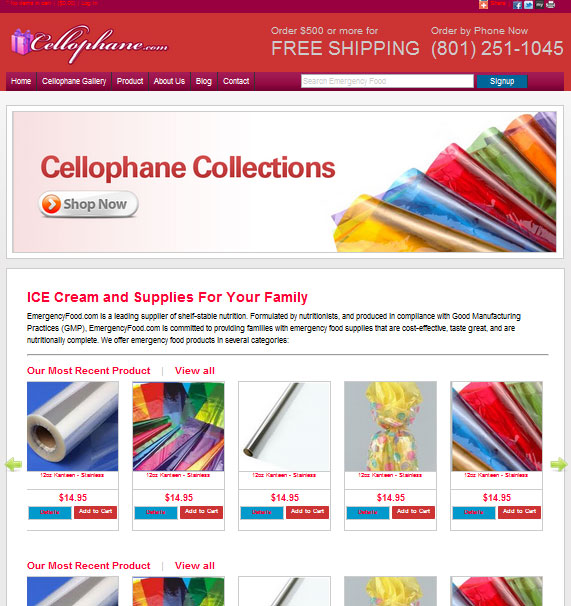 No items in cart | ($0.00) | Log In
Share
Cellophane.com
Order $500 or more for
FREE SHIPPING
Order by Phone Now
(801) 251-1045
Home
Cellophane Gallery
Product
About Us
Blog
Contact
Search Emergency Food
Signup
Cellophane Collections
Shop Now
ICE Cream and Supplies For Your Family
EmergencyFood.com is a leading supplier of shelf-stable nutrition. Formulated by nutritionists, and produced in compliance with Good Manufacturing
Practices (GMP), EmergencyFood.com is committed to providing families with emergency food supplies that are cost-effective, taste great, and are
nutritionally complete. We offer emergency food products in several categories:
Our Most Recent Product | View all
12oz Kanteen - Stainless
12oz Kanteen - Stainless
12oz Kanteen - Stainless
12oz Kanteen - Stainless
12oz Kanteen - Stainless
$14.95
$14.95
$14.95
$14.95
$14.95
Details
Add to Cart
Details
Add to Cart
Details
Add to Cart
Details
Add to Cart
Details
Add to Cart
Our Most Recent Product | View all